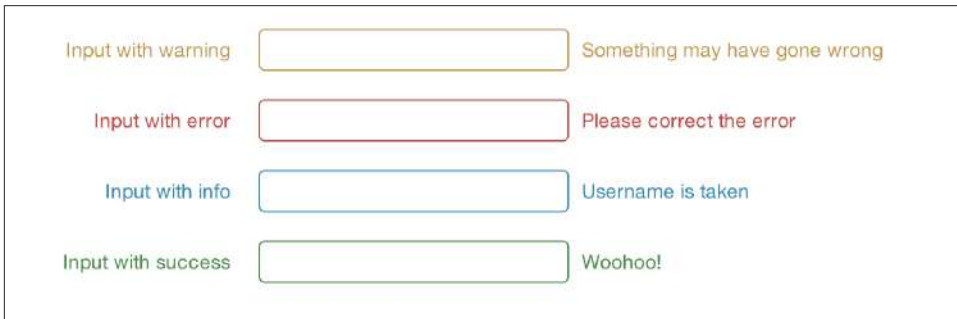 Input with warning Something may have gone wrong
Input with error Please correct the error
Input with info Username is taken
Input with success Woohoo!